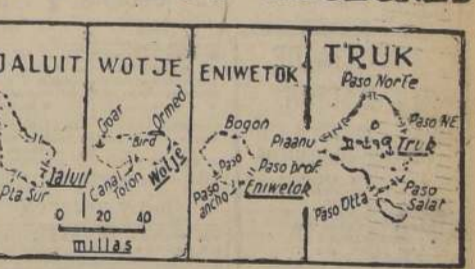 JALUIT
Jaluit
Pta Sur
0 20 40
millas
WOTJE
Goar
Ormed
Bird
Wotje
Canal
Toton
ENIWETOK
Bogon
Paso
Paso prof.
Paso
ancho
Eniwetok
TRUK
Paso Norte
Paso NE
Piaanu
Truk
Paso Otta
Paso
Salat